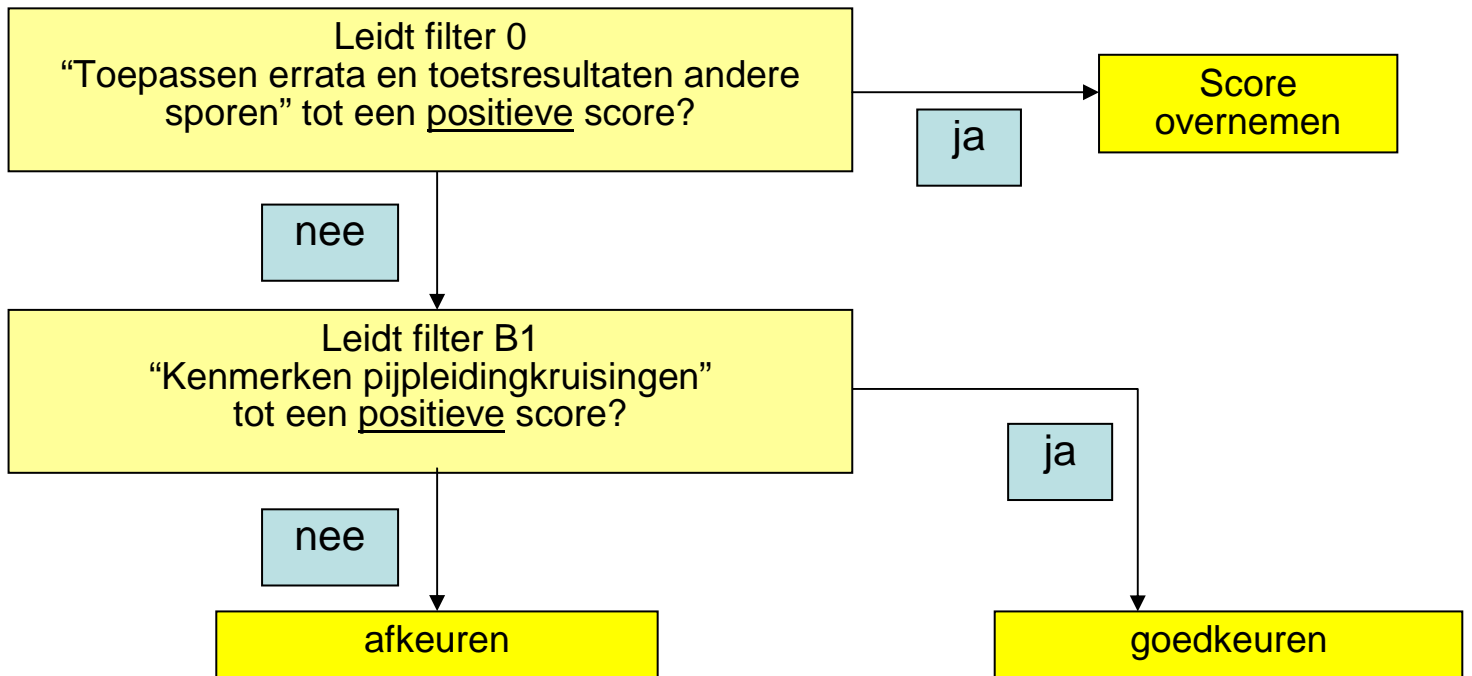 Leidt filter 0
“Toepassen errata en toetsresultaten andere
sporen” tot een positieve score?
Score
overnemen
ja
nee
Leidt filter B1
“Kenmerken pijpleidingkruisingen”
tot een positieve score?
ja
nee
afkeuren
goedkeuren